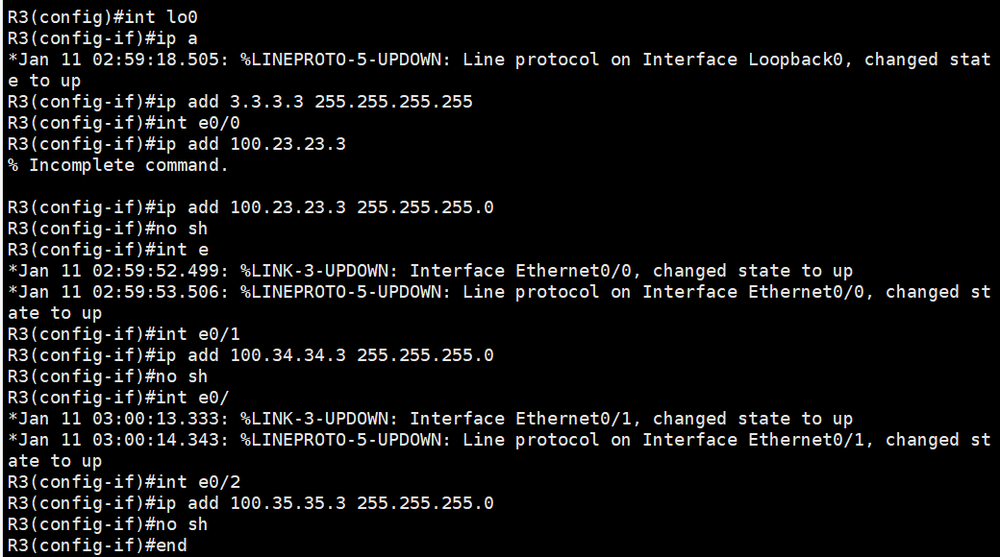 R3(config)#int lo0
R3(config-if)#ip a
*Jan 11 02:59:18.505: %LINEPROTO-5-UPDOWN: Line protocol on Interface Loopback0, changed stat
e to up
R3(config-if)#ip add 3.3.3.3 255.255.255.255
R3(config-if)#int e0/0
R3(config-if)#ip add 100.23.23.3
% Incomplete command.

R3(config-if)#ip add 100.23.23.3 255.255.255.0
R3(config-if)#no sh
R3(config-if)#int e
*Jan 11 02:59:52.499: %LINK-3-UPDOWN: Interface Ethernet0/0, changed state to up
*Jan 11 02:59:53.506: %LINEPROTO-5-UPDOWN: Line protocol on Interface Ethernet0/0, changed st
ate to up
R3(config-if)#int e0/1
R3(config-if)#ip add 100.34.34.3 255.255.255.0
R3(config-if)#no sh
R3(config-if)#int e0/
*Jan 11 03:00:13.333: %LINK-3-UPDOWN: Interface Ethernet0/1, changed state to up
*Jan 11 03:00:14.343: %LINEPROTO-5-UPDOWN: Line protocol on Interface Ethernet0/1, changed st
ate to up
R3(config-if)#int e0/2
R3(config-if)#ip add 100.35.35.3 255.255.255.0
R3(config-if)#no sh
R3(config-if)#end